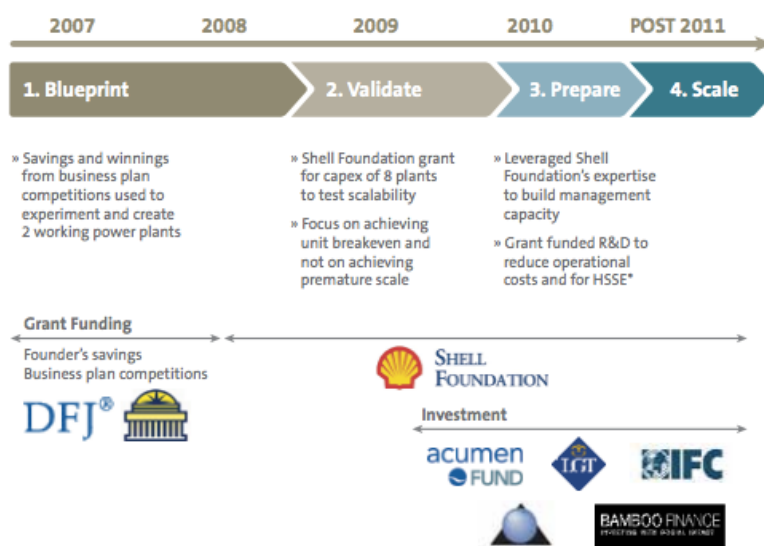 2007 2008 2009 2010 POST 2011
1. Blueprint 2. Validate 3. Prepare 4. Scale
» Savings and winnings
from business plan
competitions used to
experiment and create
2 working power plants
» Shell Foundation grant
for capex of 8 plants
to test scalability
» Focus on achieving
unit breakeven and
not on achieving
premature scale
» Leveraged Shell
Foundation's expertise
to build management
capacity
» Grant funded R&D to
reduce operational
costs and for HSSE*
Grant Funding
Founder's savings
Business plan competitions
DFJ®
SHELL
FOUNDATION
Investment
acumen
FUND
LGT
IFC
BAMBOO FINANCE
INVESTING WITH SOCIAL IMPACT